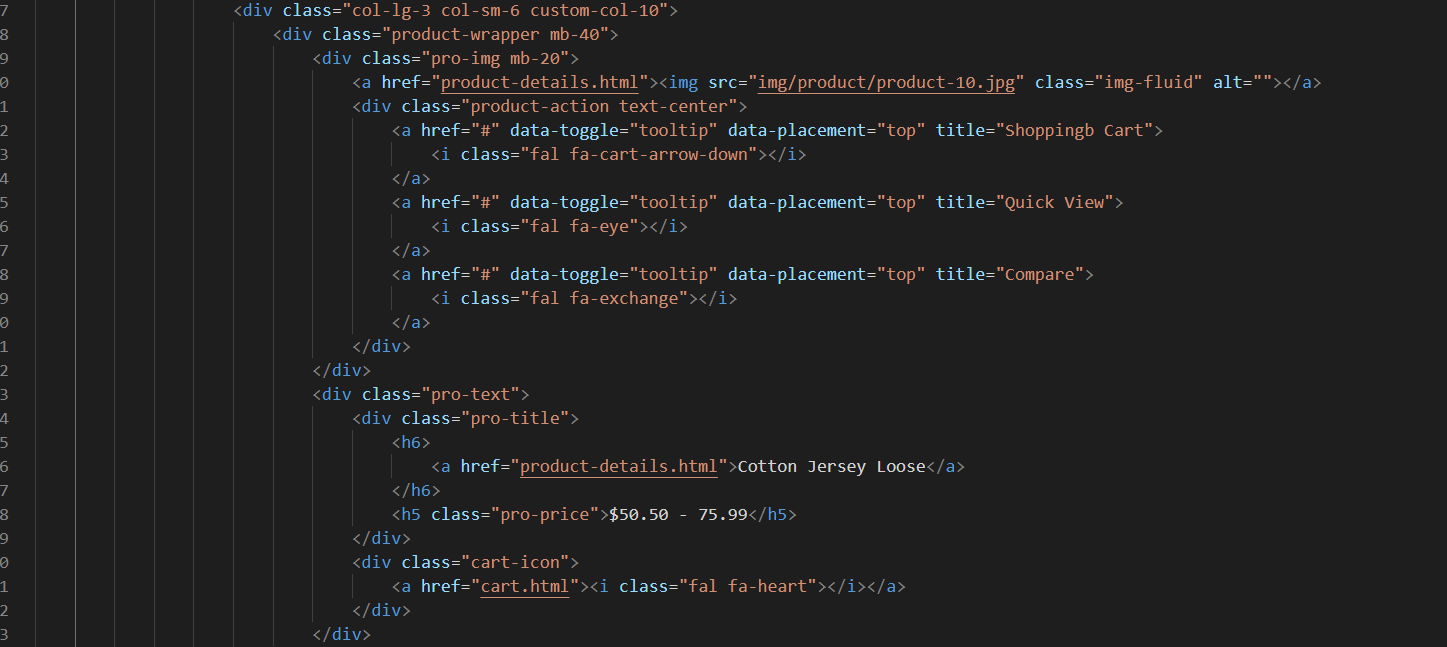 7 <div class="col-lg-3 col-sm-6 custom-col-10">
8 <div class="product-wrapper mb-40">
9 <div class="pro-img mb-20">
0 <a href="product-details.html"><img src="img/product/product-10.jpg" class="img-fluid" alt=""></a>
1 <div class="product-action text-center">
2 <a href="#" data-toggle="tooltip" data-placement="top" title="Shoppingb Cart">
3 <i class="fal fa-cart-arrow-down"></i>
4 </a>
5 <a href="#" data-toggle="tooltip" data-placement="top" title="Quick View">
6 <i class="fal fa-eye"></i>
7 </a>
8 <a href="#" data-toggle="tooltip" data-placement="top" title="Compare">
9 <i class="fal fa-exchange"></i>
0 </a>
1 </div>
2 </div>
3 <div class="pro-text">
4 <div class="pro-title">
5 <h6>
6 <a href="product-details.html">Cotton Jersey Loose</a>
7 </h6>
8 <h5 class="pro-price">$50.50 - 75.99</h5>
9 </div>
0 <div class="cart-icon">
1 <a href="cart.html"><i class="fal fa-heart"></i></a>
2 </div>
3 </div>